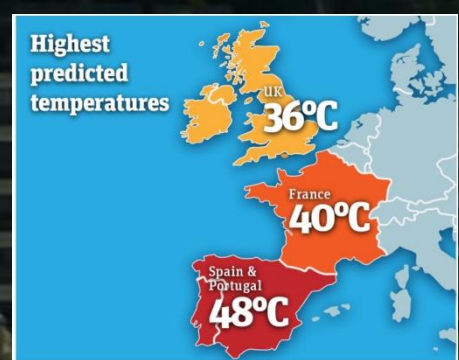 Highest
predicted
temperatures
UK
36°C
France
40°C
Spain &
Portugal
48°C